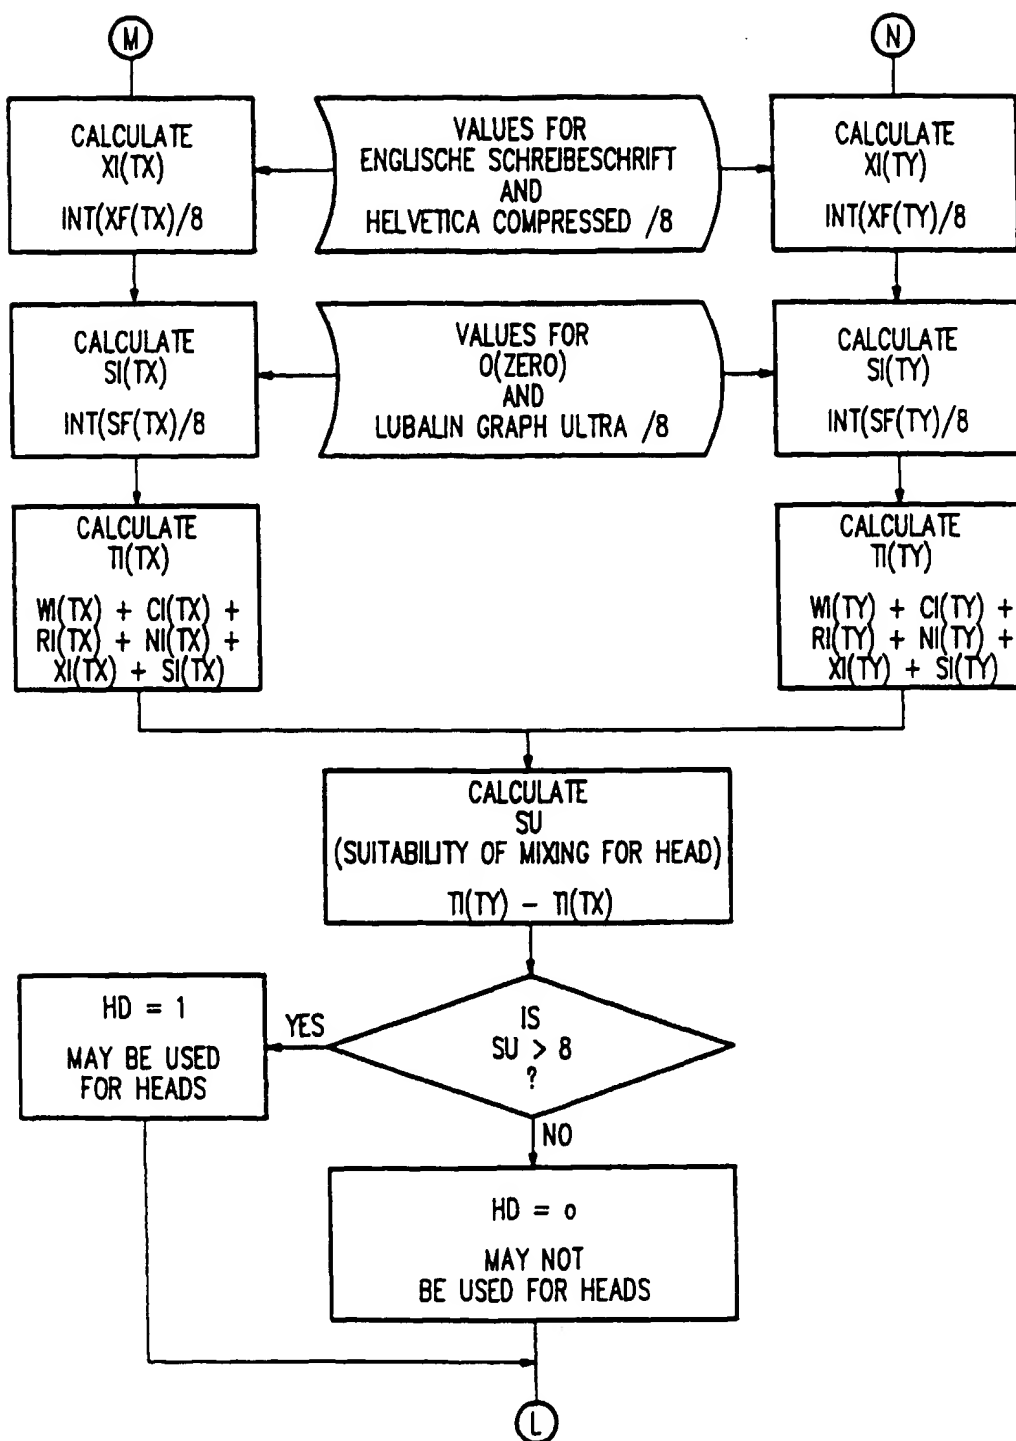 M
N
CALCULATE
XI(TX)
INT(XF(TX)/8
VALUES FOR
ENGLISCHE SCHREIBESCHRIFT
AND
HELVETICA COMPRESSED /8
CALCULATE
XI(TY)
INT(XF(TY)/8
CALCULATE
SI(TX)
INT(SF(TX)/8
VALUES FOR
O(ZERO)
AND
LUBALIN GRAPH ULTRA /8
CALCULATE
SI(TY)
INT(SF(TY)/8
CALCULATE
TI(TX)
WI(TX) + CI(TX) +
RI(TX) + NI(TX) +
XI(TX) + SI(TX)
CALCULATE
TI(TY)
WI(TY) + CI(TY) +
RI(TY) + NI(TY) +
XI(TY) + SI(TY)
CALCULATE
SU
(SUITABILITY OF MIXING FOR HEAD)
TI(TY) − TI(TX)
IS
SU > 8
?
YES
HD = 1
MAY BE USED
FOR HEADS
NO
HD = o
MAY NOT
BE USED FOR HEADS
L